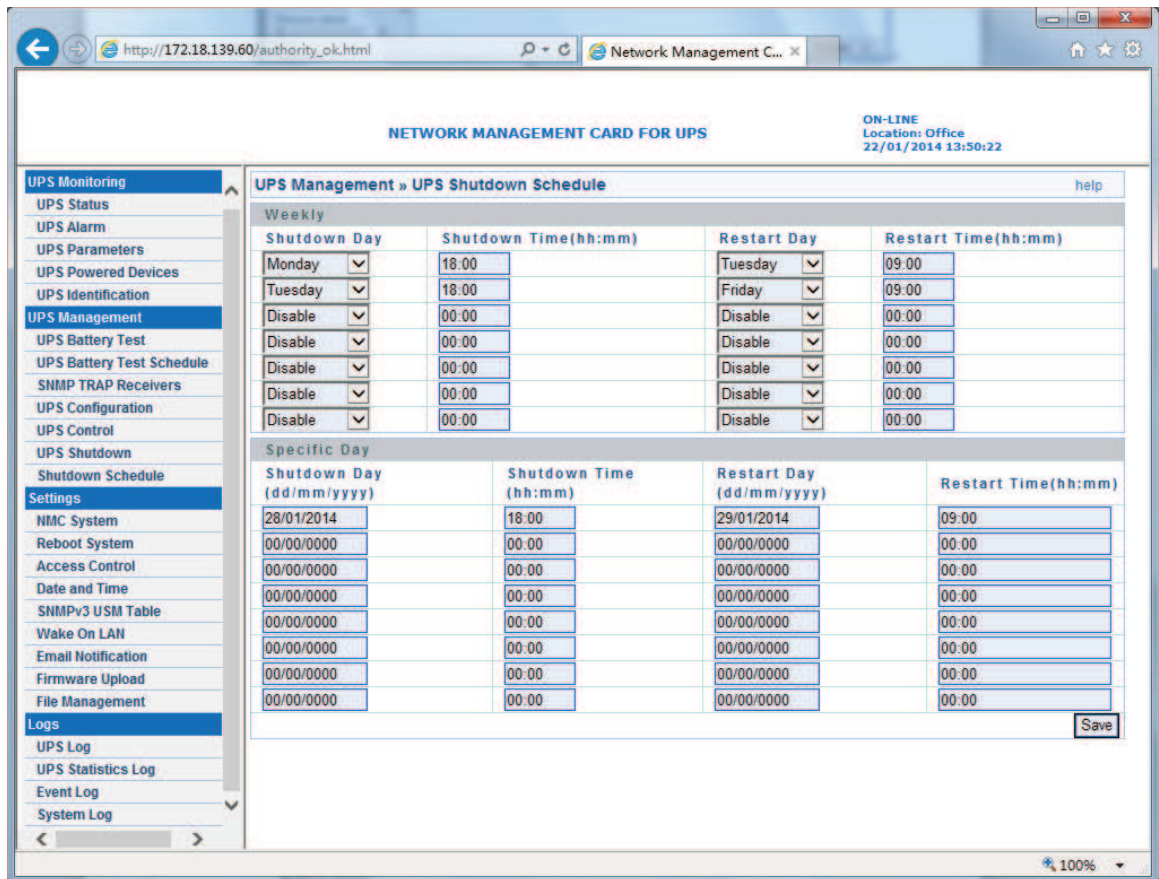 http://172.18.139.60/authority_ok.html
Network Management C...
NETWORK MANAGEMENT CARD FOR UPS
ON-LINE
Location: Office
22/01/2014 13:50:22
UPS Monitoring
UPS Status
UPS Alarm
UPS Parameters
UPS Powered Devices
UPS Identification
UPS Management
UPS Battery Test
UPS Battery Test Schedule
SNMP TRAP Receivers
UPS Configuration
UPS Control
UPS Shutdown
Shutdown Schedule
Settings
NMC System
Reboot System
Access Control
Date and Time
SNMPv3 USM Table
Wake On LAN
Email Notification
Firmware Upload
File Management
Logs
UPS Log
UPS Statistics Log
Event Log
System Log
UPS Management » UPS Shutdown Schedule help
Weekly
Shutdown Day Shutdown Time(hh:mm) Restart Day Restart Time(hh:mm)
Monday 18:00 Tuesday 09:00
Tuesday 18:00 Friday 09:00
Disable 00:00 Disable 00:00
Disable 00:00 Disable 00:00
Disable 00:00 Disable 00:00
Disable 00:00 Disable 00:00
Disable 00:00 Disable 00:00
Specific Day
Shutdown Day Shutdown Time Restart Day Restart Time(hh:mm)
(dd/mm/yyyy) (hh:mm) (dd/mm/yyyy)
28/01/2014 18:00 29/01/2014 09:00
00/00/0000 00:00 00/00/0000 00:00
00/00/0000 00:00 00/00/0000 00:00
00/00/0000 00:00 00/00/0000 00:00
00/00/0000 00:00 00/00/0000 00:00
00/00/0000 00:00 00/00/0000 00:00
00/00/0000 00:00 00/00/0000 00:00
00/00/0000 00:00 00/00/0000 00:00
Save
100%